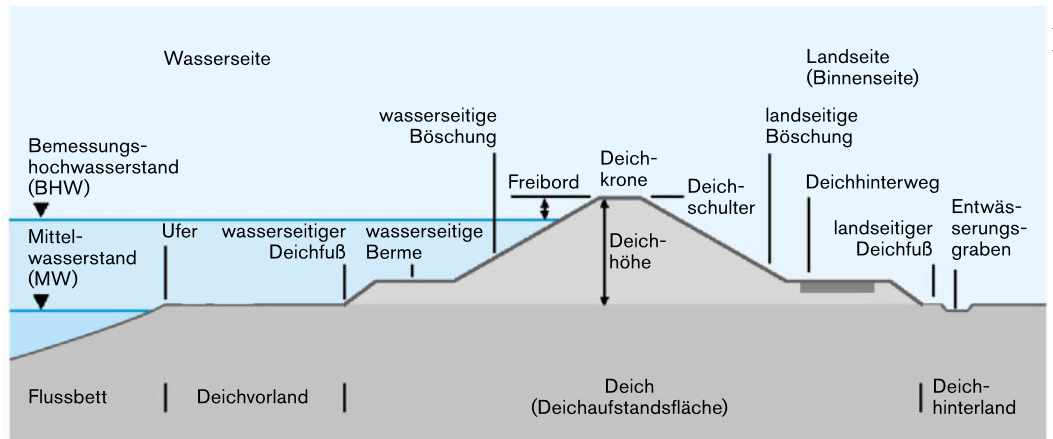 Wasserseite
Landseite
(Binnenseite)
wasserseitige
Böschung
landseitige
Böschung
Bemessungs-
hochwasserstand
(BHW)
Freibord
Deich-
krone
Deich-
schulter
Deichhinterweg
Entwäs-
serungs-
graben
Mittel-
wasserstand
(MW)
Ufer
wasserseitiger
Deichfuß
wasserseitige
Berme
Deich-
höhe
landseitiger
Deichfuß
Flussbett
Deichvorland
Deich
(Deichaufstandsfläche)
Deich-
hinterland